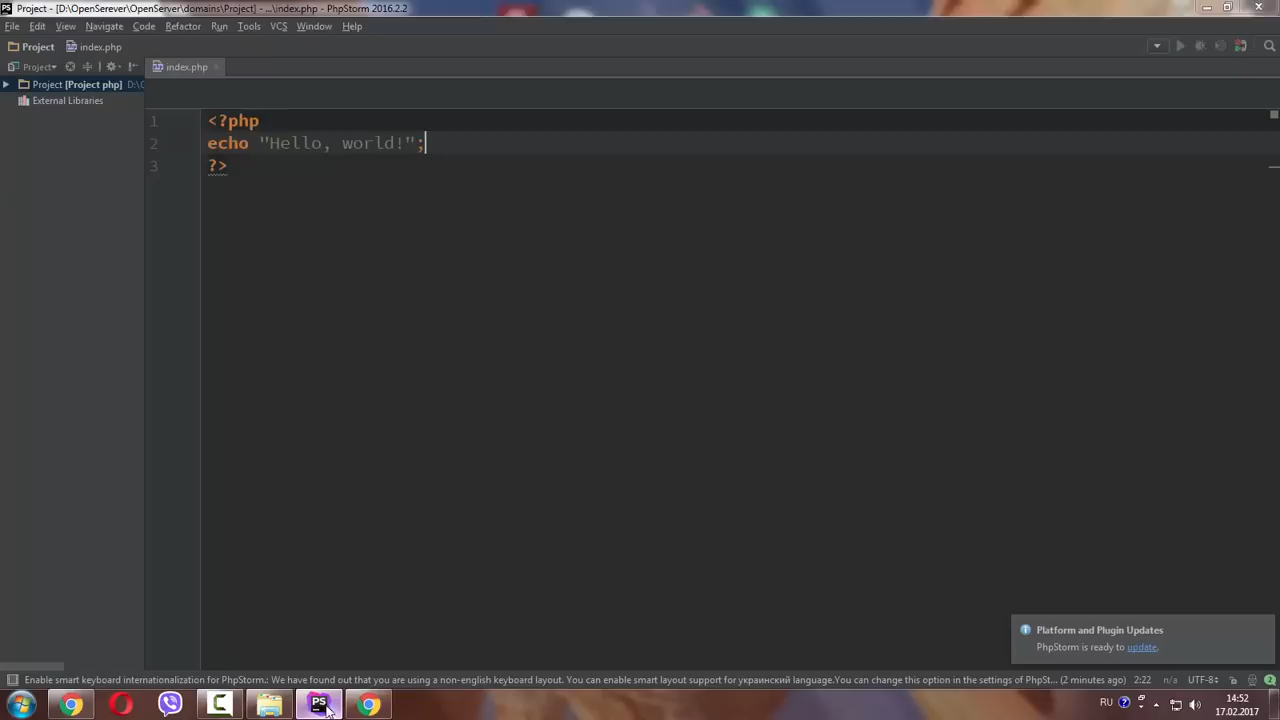 Project - [D:\OpenSerever\OpenServer\domains\Project] - ...\index.php - PhpStorm 2016.2.2
File Edit View Navigate Code Refactor Run Tools VCS Window Help
Project index.php
Project index.php
Project [Project php] D:\
External Libraries
1 <?php
2 echo "Hello, world!";
3 ?>
Platform and Plugin Updates
PhpStorm is ready to update.
Enable smart keyboard internationalization for PhpStorm.: We have found out that you are using a non-english keyboard layout. You can enable smart layout support for украинский language.You can change this option in the settings of PhpSt... (2 minutes ago) 2:22 n/a UTF-8
PS
RU 14:52
17.02.2017